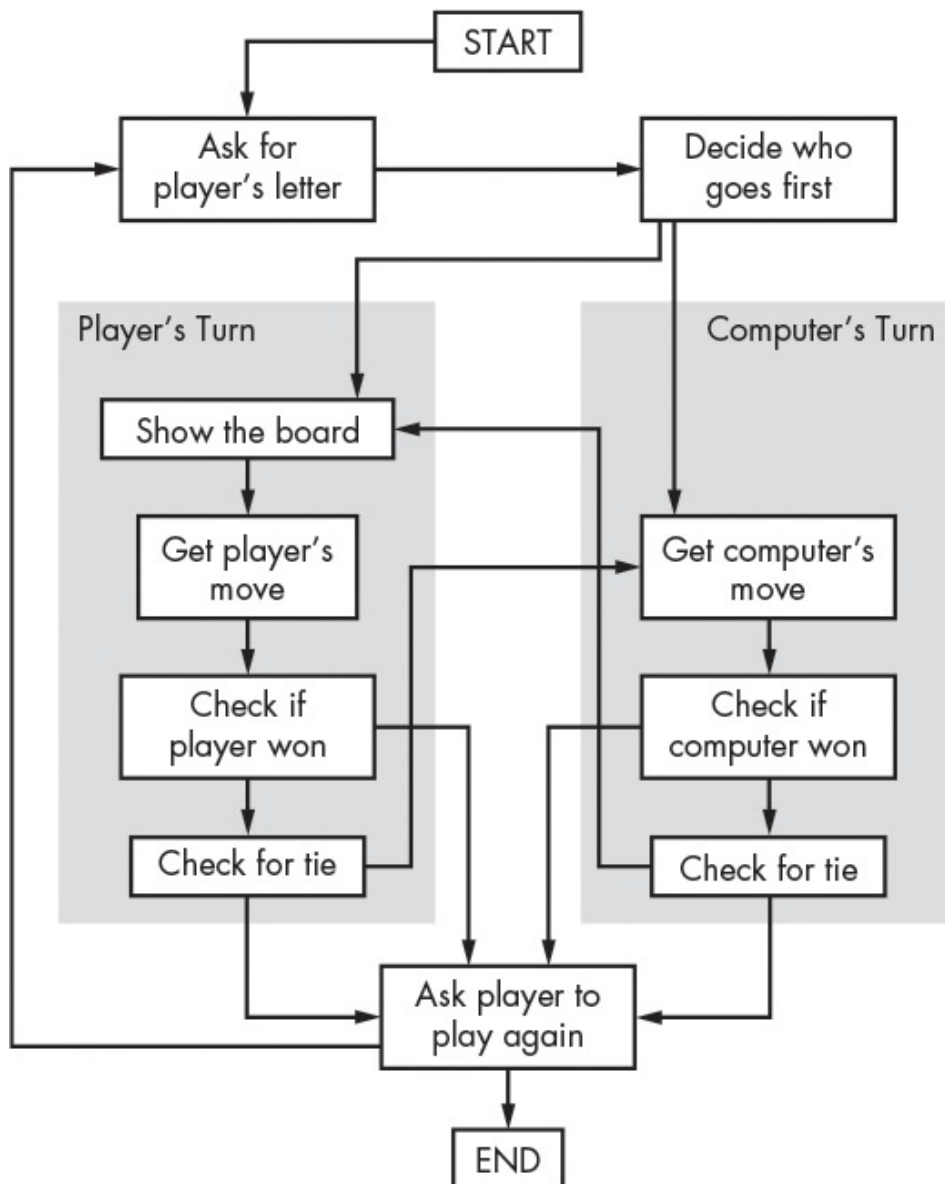 START
Ask for
player’s letter
Decide who
goes first
Player’s Turn
Show the board
Get player’s
move
Check if
player won
Check for tie
Computer’s Turn
Get computer’s
move
Check if
computer won
Check for tie
Ask player to
play again
END